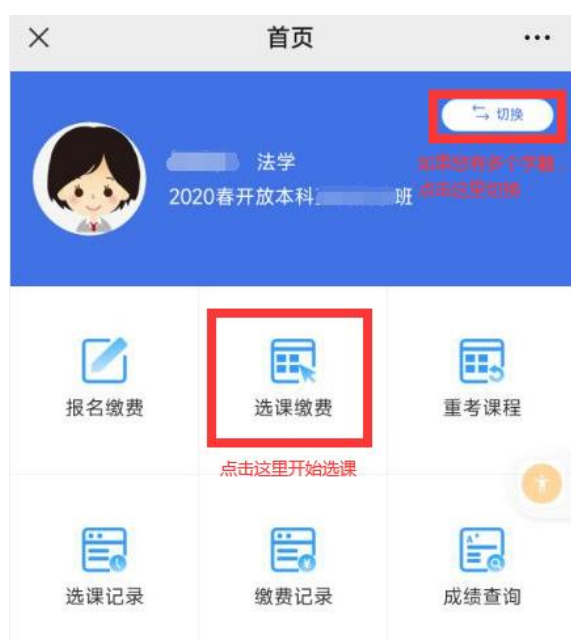 首页
切换
法学
如果您有多个学籍，
点击这里切换
2020春开放本科
班
报名缴费
选课缴费
重考课程
点击这里开始选课
选课记录
缴费记录
成绩查询